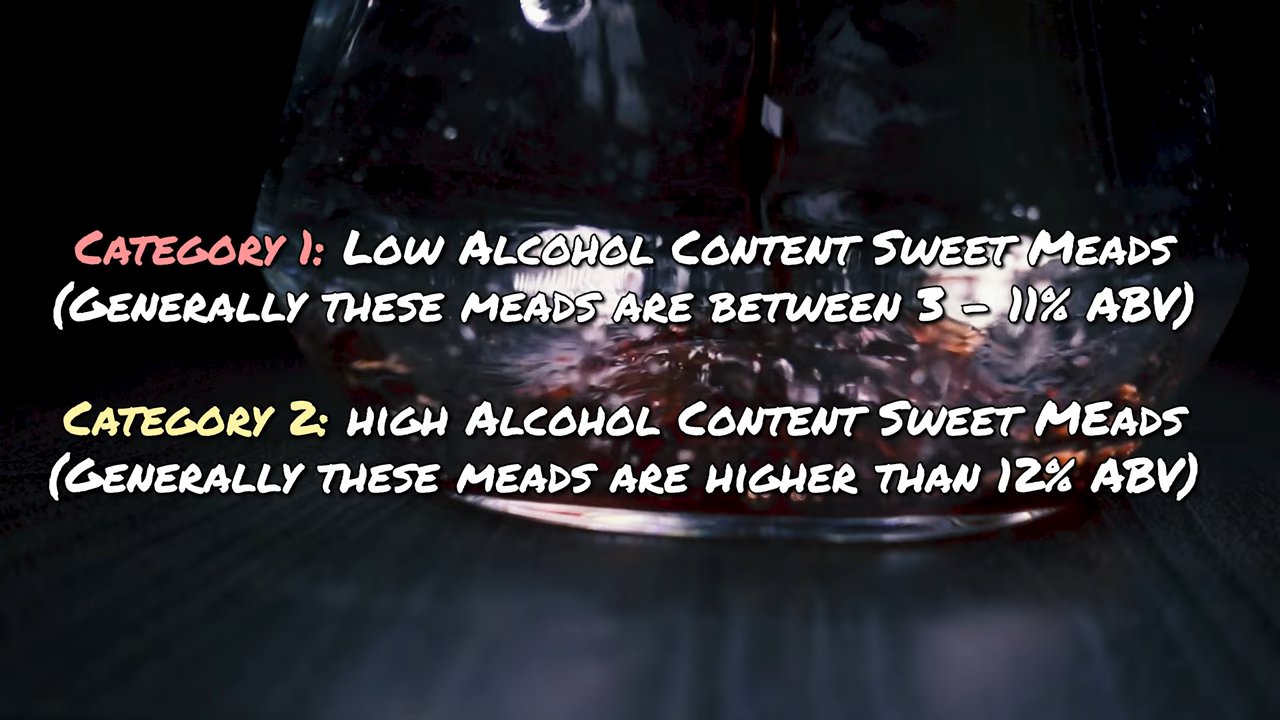 Category 1: Low Alcohol Content Sweet Meads
(Generally these meads are between 3 - 11% ABV)
Category 2: high Alcohol Content Sweet MEads
(Generally these meads are higher than 12% ABV)